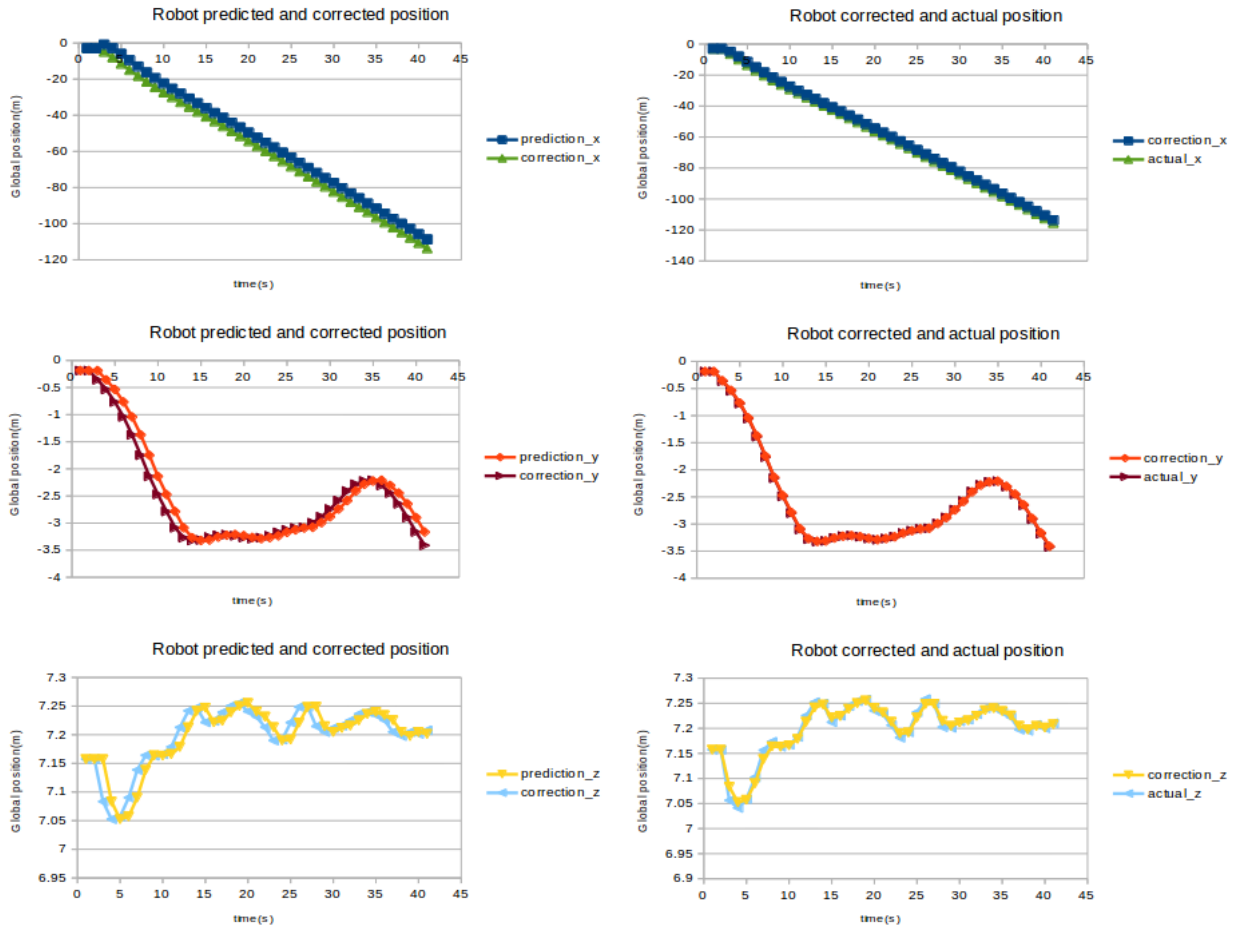 Robot predicted and corrected position
0
-20
-40
-60
-80
-100
-120
0 5 10 15 20 25 30 35 40 45
Global position(m)
time(s)
prediction_x
correction_x
Robot corrected and actual position
0
-20
-40
-60
-80
-100
-120
-140
0 5 10 15 20 25 30 35 40 45
Global position(m)
time(s)
correction_x
actual_x
Robot predicted and corrected position
0
-0.5
-1
-1.5
-2
-2.5
-3
-3.5
-4
0 5 10 15 20 25 30 35 40 45
Global position(m)
time(s)
prediction_y
correction_y
Robot corrected and actual position
0
-0.5
-1
-1.5
-2
-2.5
-3
-3.5
-4
0 5 10 15 20 25 30 35 40 45
Global position(m)
time(s)
correction_y
actual_y
Robot predicted and corrected position
7.3
7.25
7.2
7.15
7.1
7.05
7
6.95
0 5 10 15 20 25 30 35 40 45
Global position(m)
time(s)
prediction_z
correction_z
Robot corrected and actual position
7.3
7.25
7.2
7.15
7.1
7.05
7
6.95
6.9
0 5 10 15 20 25 30 35 40 45
Global position(m)
time(s)
correction_z
actual_z